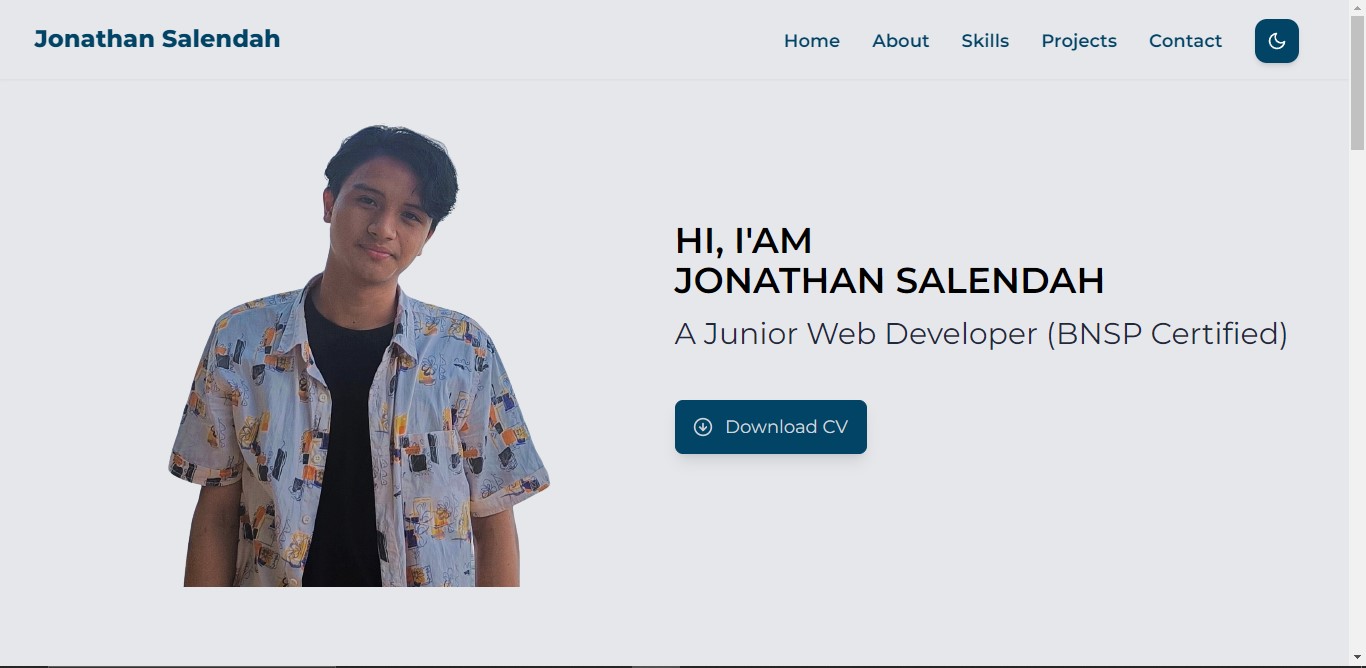 Jonathan Salendah
Home About Skills Projects Contact
HI, I'AM
JONATHAN SALENDAH
A Junior Web Developer (BNSP Certified)
Download CV